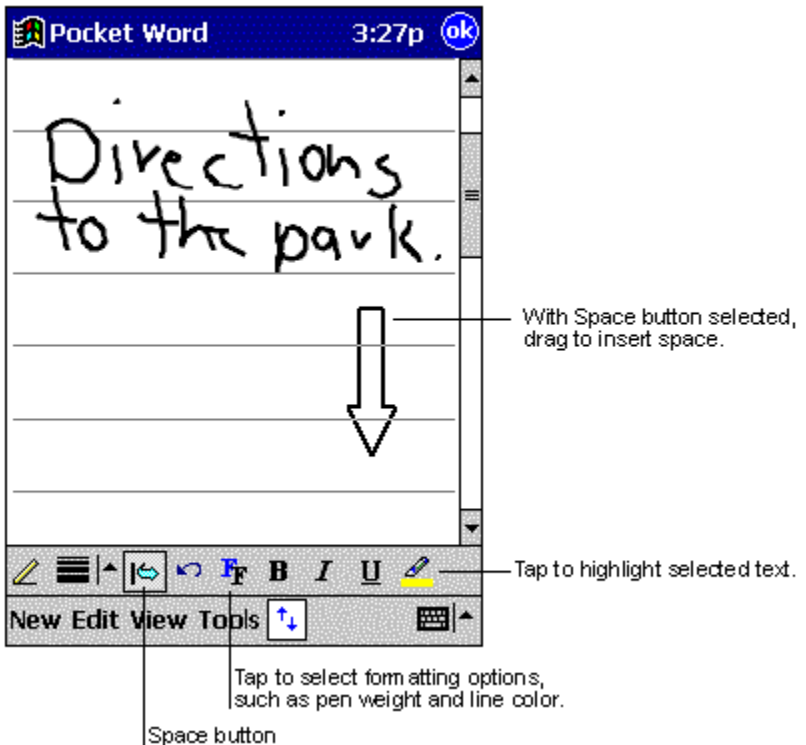 Pocket Word 3:27p ok
Directions
to the park.
With Space button selected,
drag to insert space.
B I U
Tap to highlight selected text.
New Edit View Tools
Tap to select formatting options,
such as pen weight and line color.
Space button